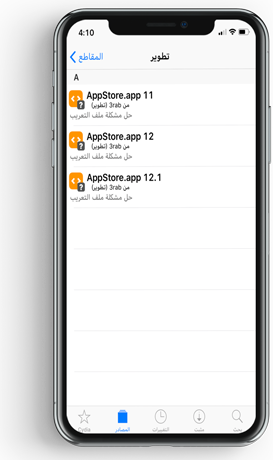 4:10
المقاطع
تطوير
A
AppStore.app 11
من 3rab (تطوير)
حل مشكلة ملف التعريب
AppStore.app 12
من 3rab (تطوير)
حل مشكلة ملف التعريب
AppStore.app 12.1
من 3rab (تطوير)
حل مشكلة ملف التعريب
Cydia
المصادر
التغييرات
مثبت
بحث